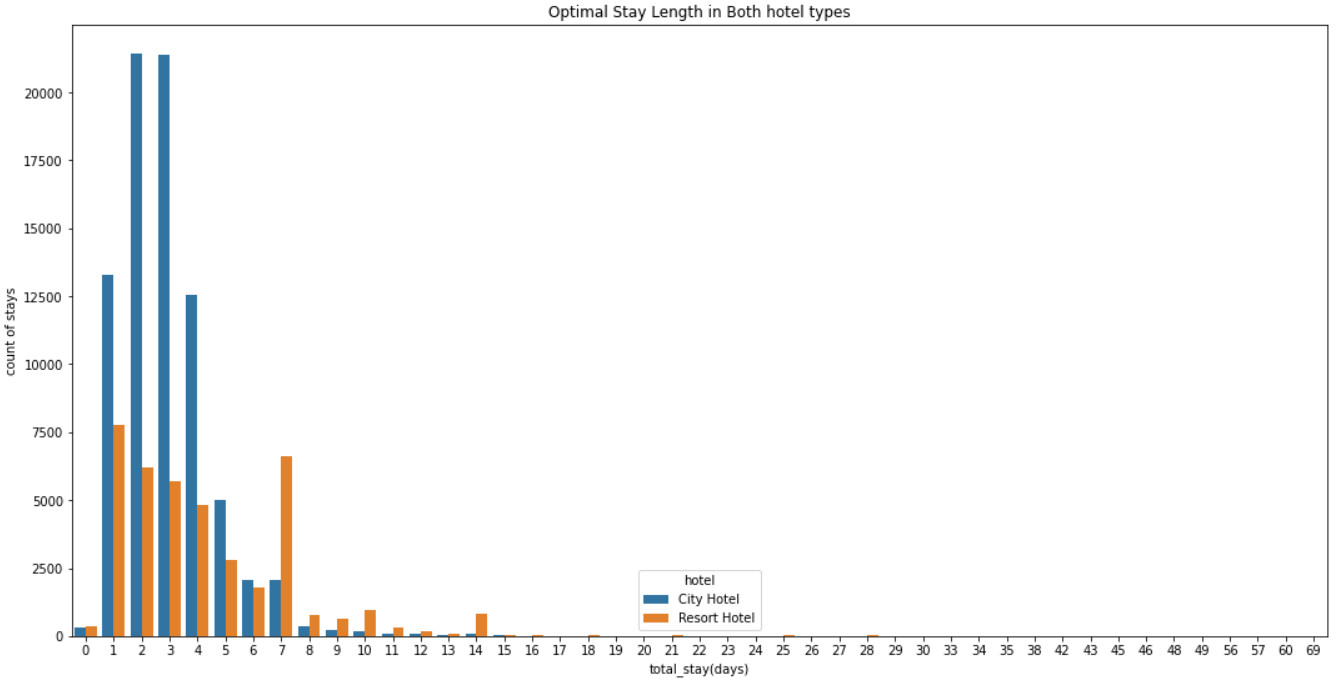 Optimal Stay Length in Both hotel types
count of stays
20000
17500
15000
12500
10000
7500
5000
2500
0
hotel
City Hotel
Resort Hotel
0 1 2 3 4 5 6 7 8 9 10 11 12 13 14 15 16 17 18 19 20 21 22 23 24 25 26 27 28 29 30 33 34 35 38 42 43 45 46 48 49 56 57 60 69
total_stay(days)